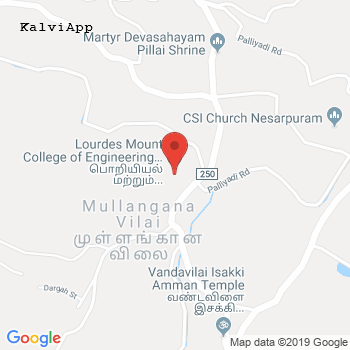 KalviApp
Martyr Devasahayam
Pillai Shrine
Palliyadi Rd
CSI Church Nesarpuram
Lourdes Mount
College of Engineering...
பொறியியல்
மற்றும்...
250
Palliyadi Rd
Mullangana
Vilai
முள்ளங்கான
விலை
Vandavilai Isakki
Amman Temple
வண்டவிளை
இசக்கி...
Dargah St
Google
Map data ©2019 Google